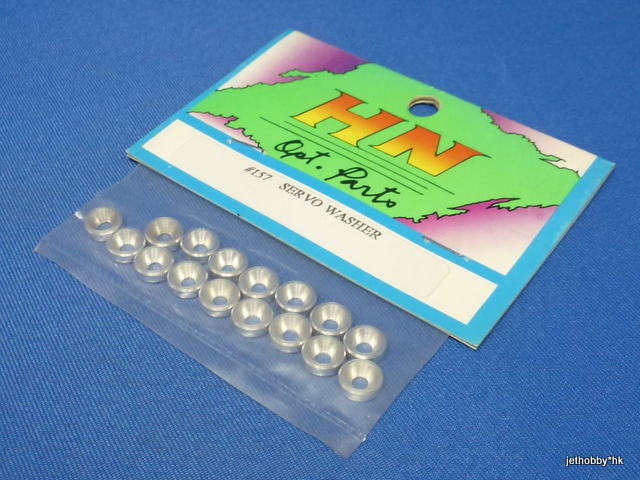 HN
Opt. Parts
#157 SERVO WASHER
jethobby*hk